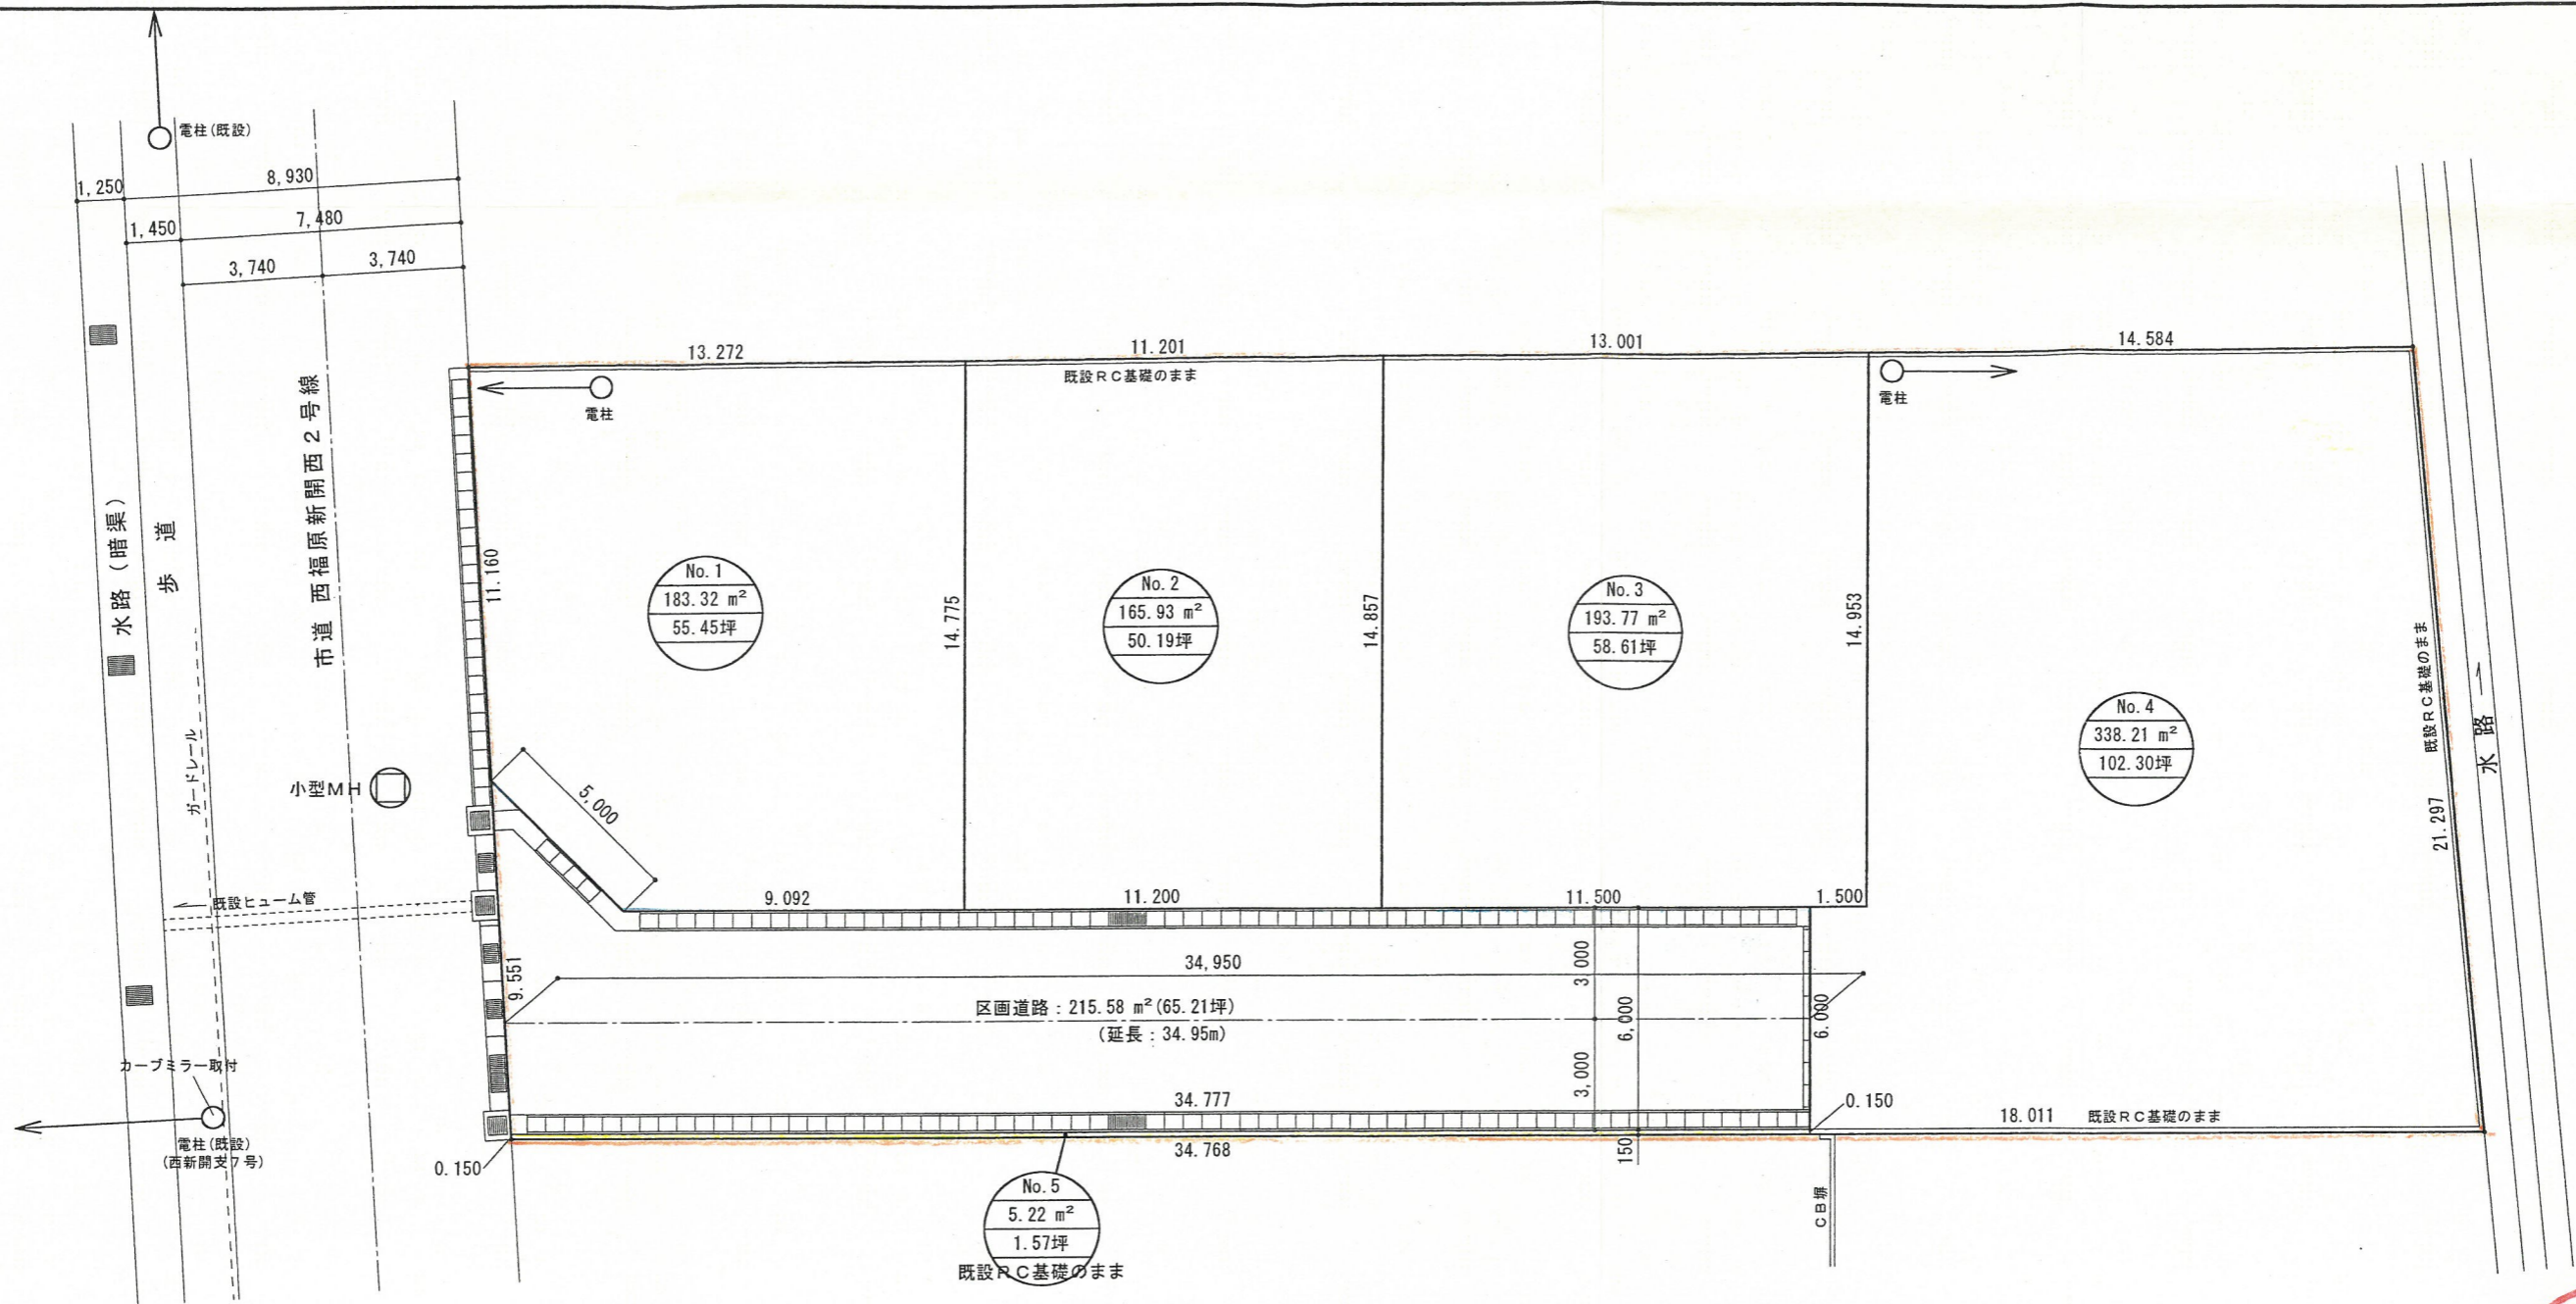 電柱(既設)
1,250
8,930
1,450
7,480
3,740
3,740
13.272
11.201
13.001
14.584
既設RC基礎のまま
電柱
電柱
市道 西福原新開西2号線
水路(暗渠)
歩 道
ガードレール
11.160
No.1
183.32 m²
55.45坪
14.775
No.2
165.93 m²
50.19坪
14.857
No.3
193.77 m²
58.61坪
14.953
No.4
338.21 m²
102.30坪
既設RC基礎のまま
21.297
水 路
小型MH
5,000
既設ヒューム管
9.092
11.200
11.500
1.500
9.551
34,950
3,000
区画道路:215.58 m²(65.21坪)
(延長:34.95m)
6,000
6.000
3,000
カーブミラー取付
電柱(既設)
(西新開支7号)
34.777
0.150
18.011
既設RC基礎のまま
0.150
34.768
150
CB塀
No.5
5.22 m²
1.57坪
既設RC基礎のまま